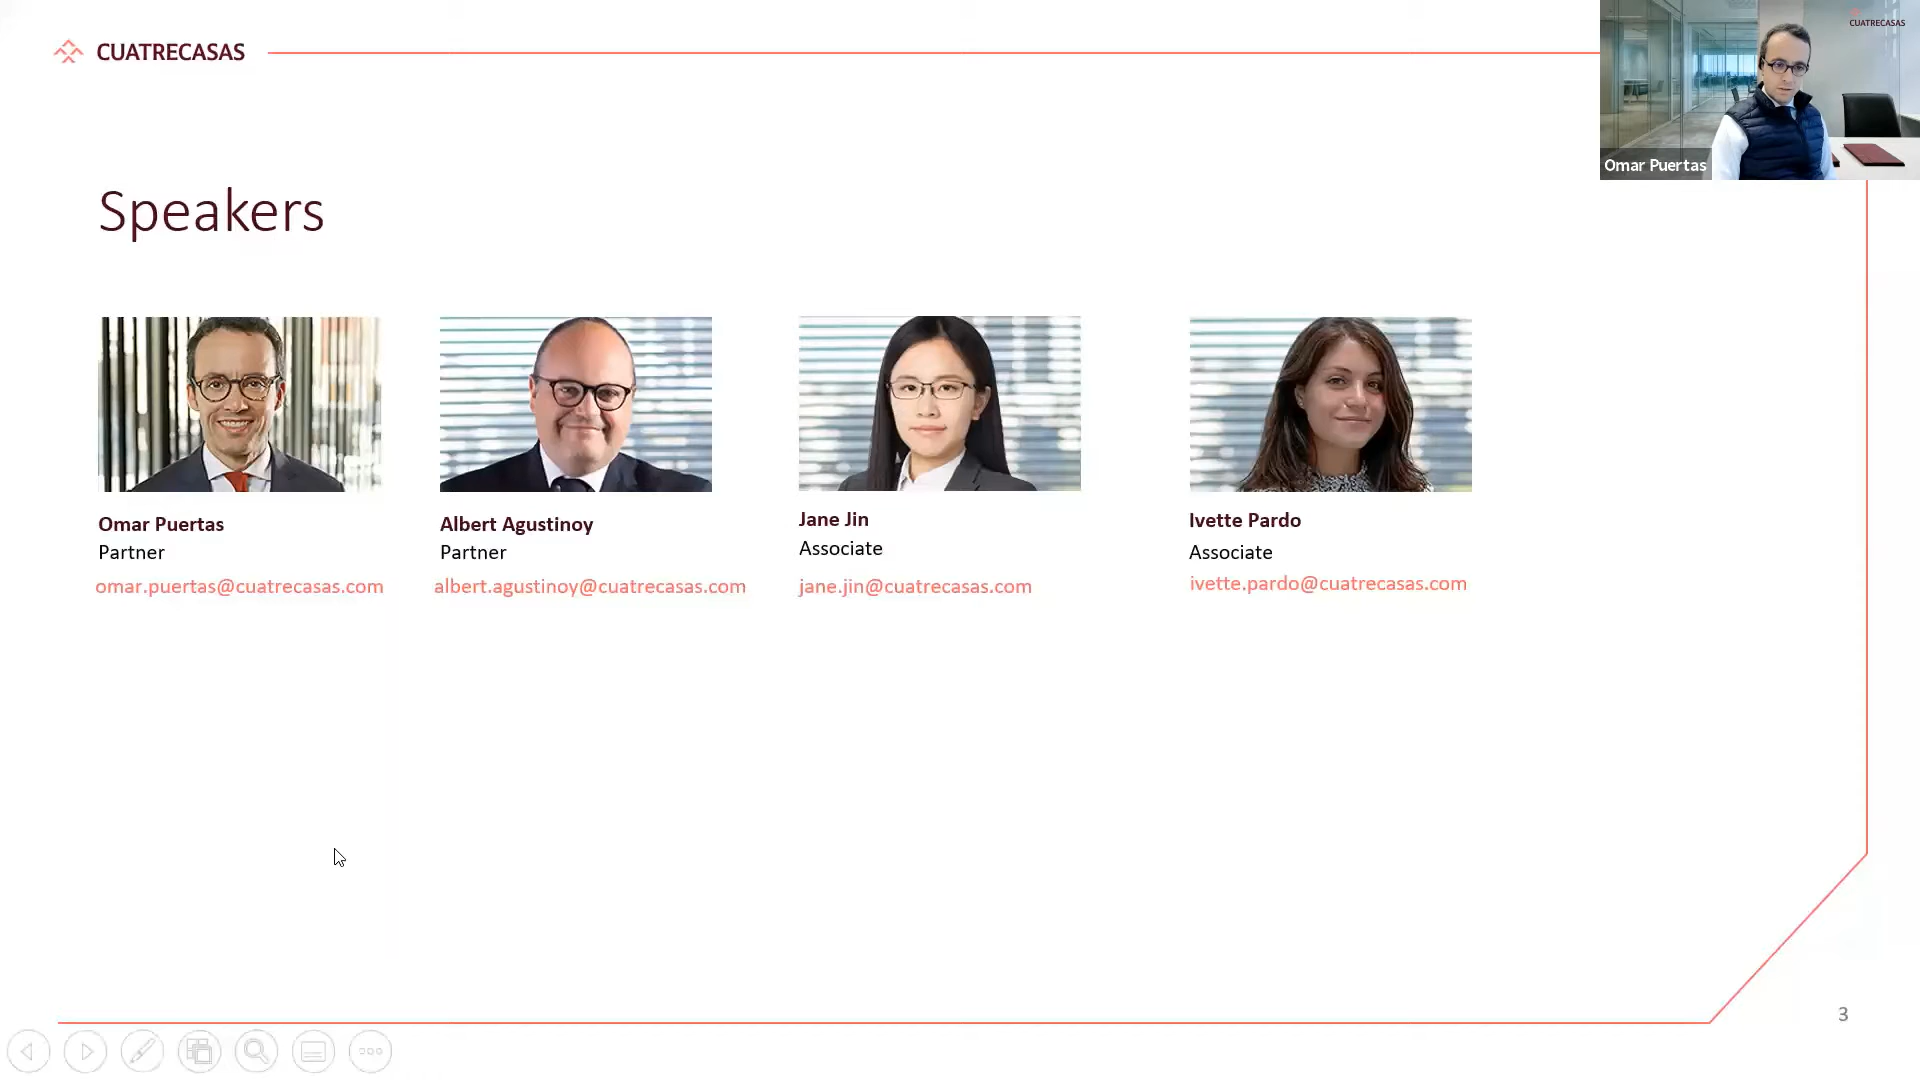 CUATRECASAS
CUATRECASAS
Omar Puertas
Speakers
Omar Puertas
Partner
omar.puertas@cuatrecasas.com
Albert Agustinoy
Partner
albert.agustinoy@cuatrecasas.com
Jane Jin
Associate
jane.jin@cuatrecasas.com
Ivette Pardo
Associate
ivette.pardo@cuatrecasas.com
3